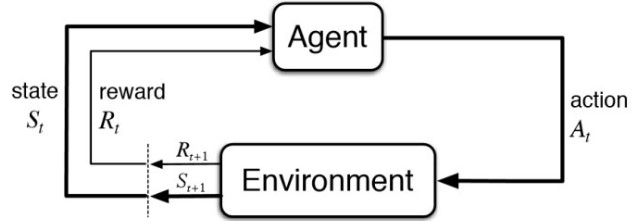 Agent
state
S_t
reward
R_t
action
A_t
R_{t+1}
S_{t+1}
Environment